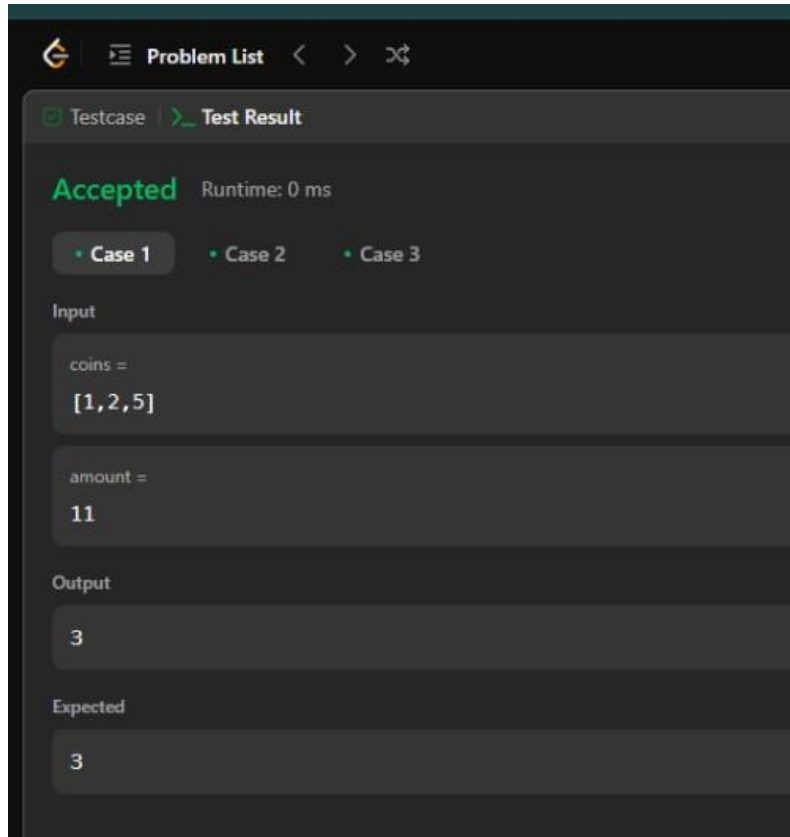 Problem List
Testcase Test Result
Accepted Runtime: 0 ms
Case 1 Case 2 Case 3
Input
coins =
[1,2,5]
amount =
11
Output
3
Expected
3